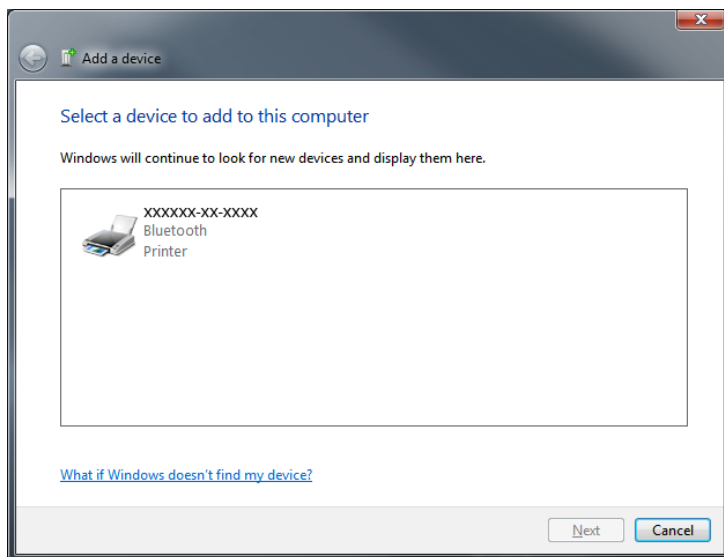 Add a device
Select a device to add to this computer
Windows will continue to look for new devices and display them here.
XXXXXX-XX-XXXX
Bluetooth
Printer
What if Windows doesn't find my device?
Next
Cancel